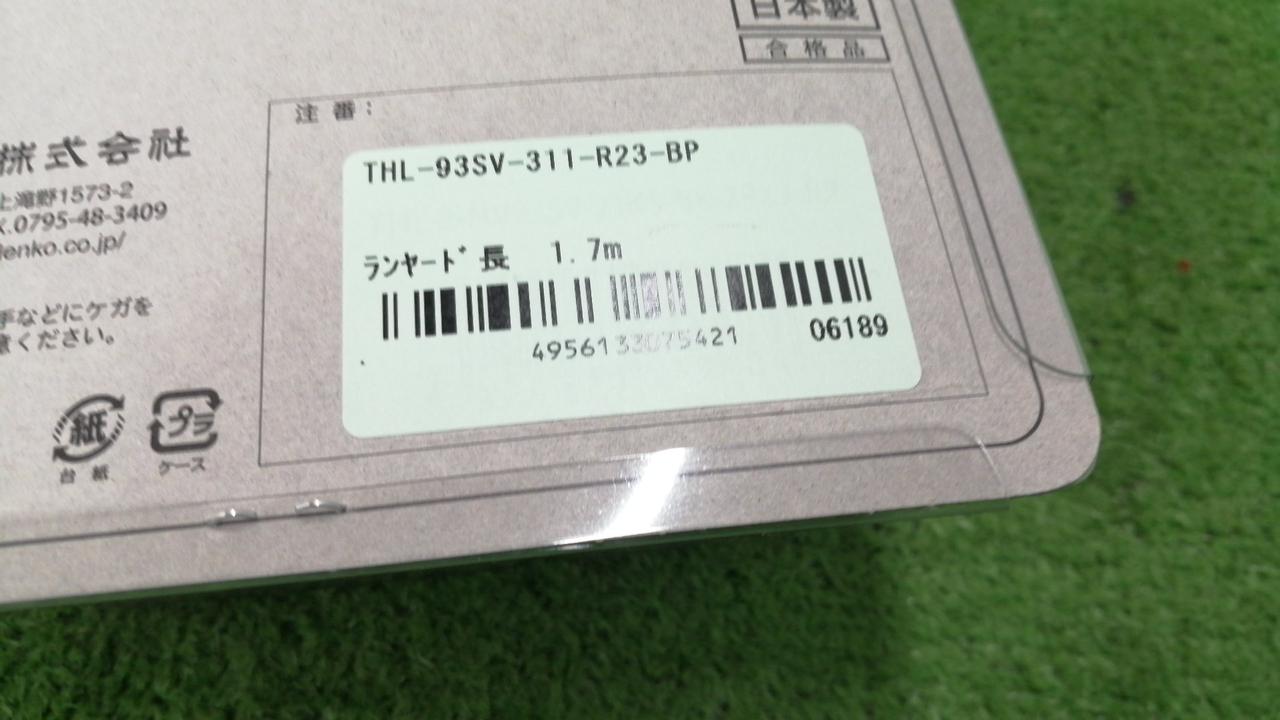 日本製
合格品
注番：
株式会社
上滝野1573-2
.0795-48-3409
denko.co.jp/
手などにケガを
ください。
紙
台紙
プラ
ケース
THL-93SV-311-R23-BP
ランヤード長 1.7m
4956133075421
06189